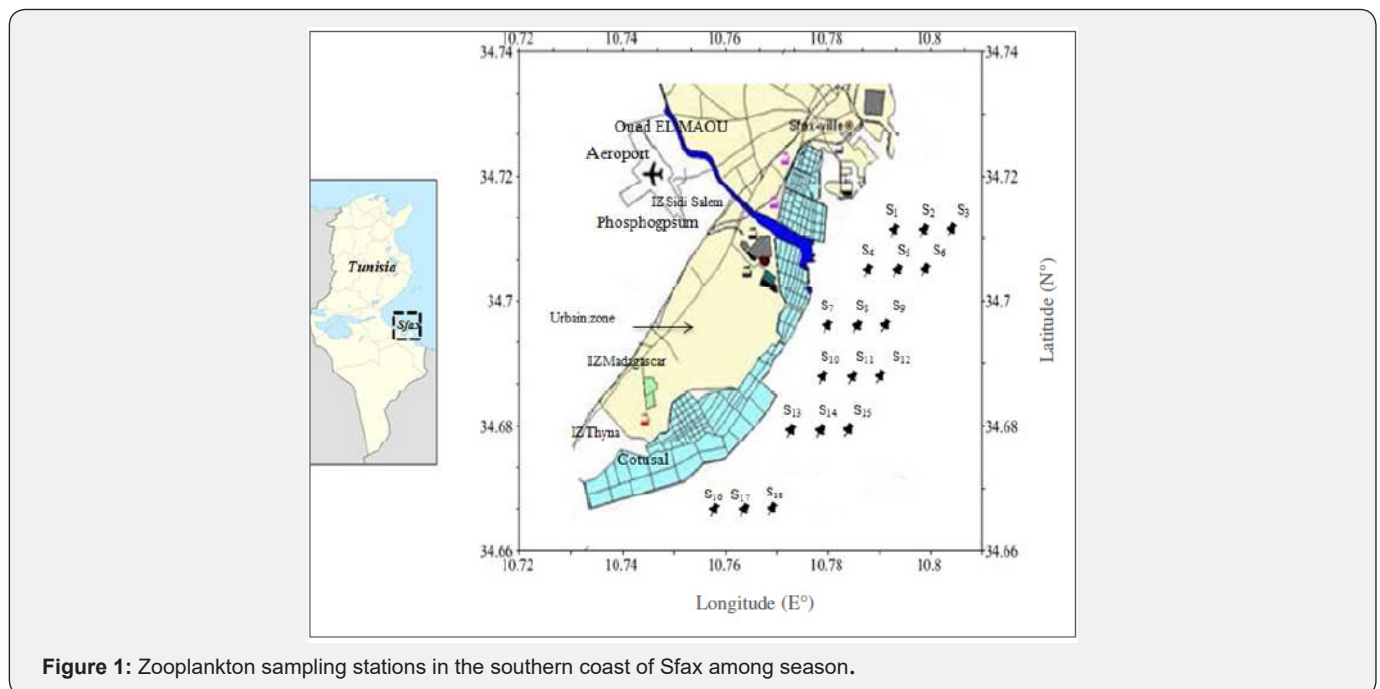 10.72 10.74 10.76 10.78 10.8
34.74 34.74
Oued EL MAOU
Sfax-ville
Aeroport
34.72 34.72
IZ Sidi Salem
Phosphogpsum
S1 S2 S3
S4 S5 S6
Tunisia
Sfax
34.7 34.7
Urbain zone
S7 S8 S9
IZ Madagascar
S10 S11 S12
S13 S14 S15
34.68 34.68
IZ Thyna
Cotusal
S16 S17 S18
34.66 34.66
10.72 10.74 10.76 10.78 10.8
Latitude (N°)
Longitude (E°)
Figure 1: Zooplankton sampling stations in the southern coast of Sfax among season.